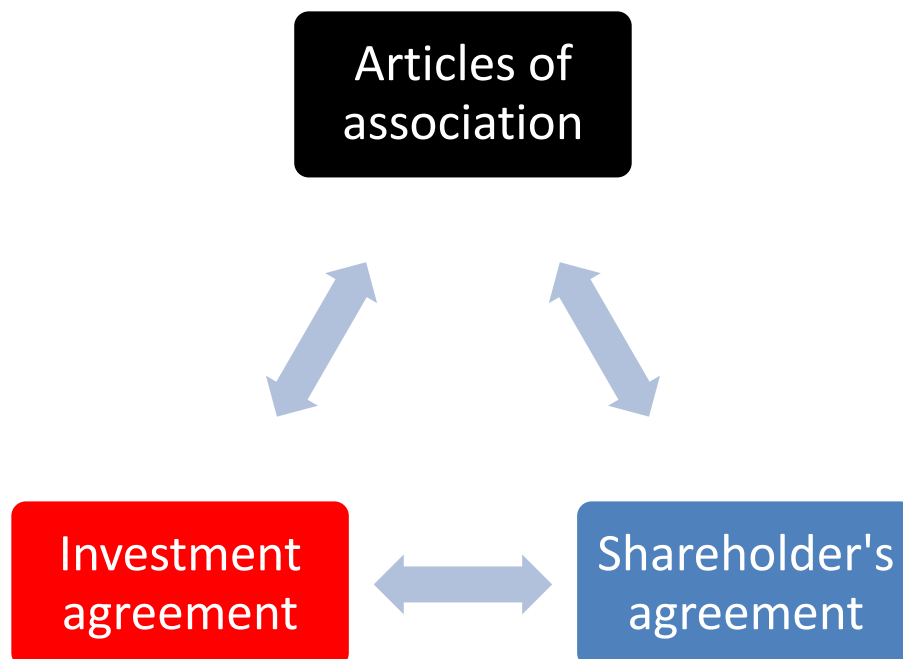 Articles of
association
Investment
agreement
Shareholder's
agreement